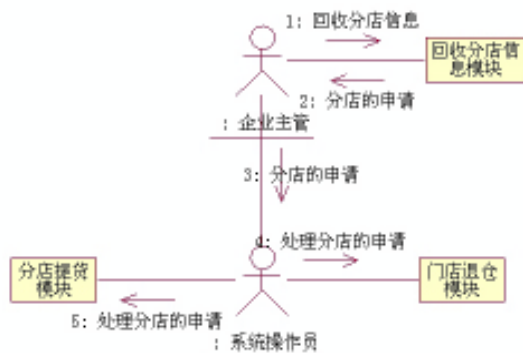 1: 回收分店信息
回收分店信
息模块
2: 分店的申请
: 企业主管
3: 分店的申请
4: 处理分店的申请
分店提货
模块
门店退仓
模块
5: 处理分店的申请
: 系统操作员